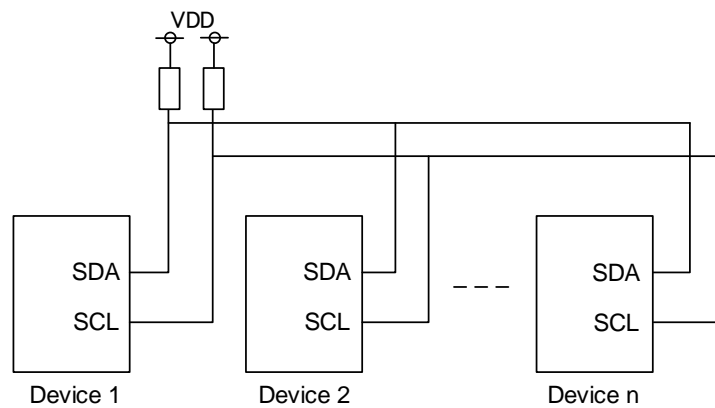 VDD
SDA
SCL
Device 1
SDA
SCL
Device 2
SDA
SCL
Device n